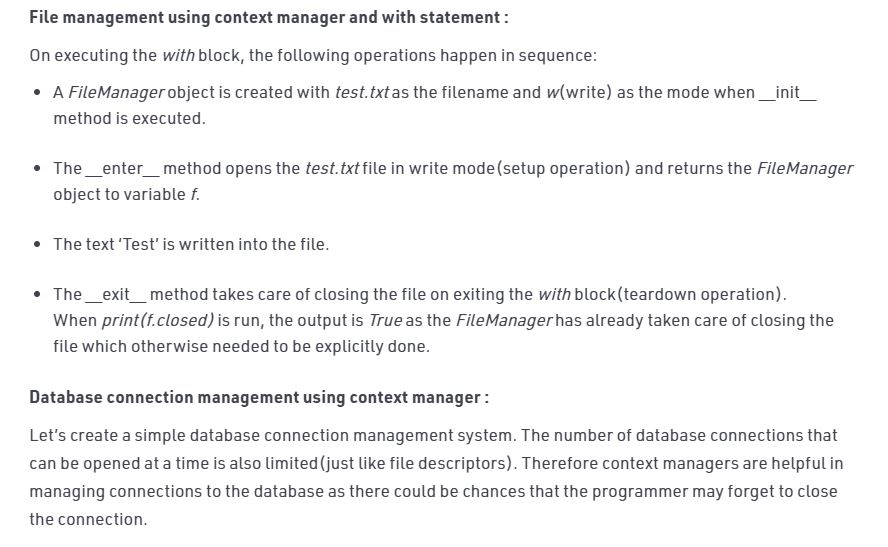 File management using context manager and with statement :
On executing the with block, the following operations happen in sequence:
• A FileManager object is created with test.txt as the filename and w(write) as the mode when __init__
method is executed.
• The __enter__ method opens the test.txt file in write mode(setup operation) and returns the FileManager
object to variable f.
• The text ‘Test’ is written into the file.
• The __exit__ method takes care of closing the file on exiting the with block(teardown operation).
When print(f.closed) is run, the output is True as the FileManager has already taken care of closing the
file which otherwise needed to be explicitly done.
Database connection management using context manager :
Let’s create a simple database connection management system. The number of database connections that
can be opened at a time is also limited(just like file descriptors). Therefore context managers are helpful in
managing connections to the database as there could be chances that the programmer may forget to close
the connection.